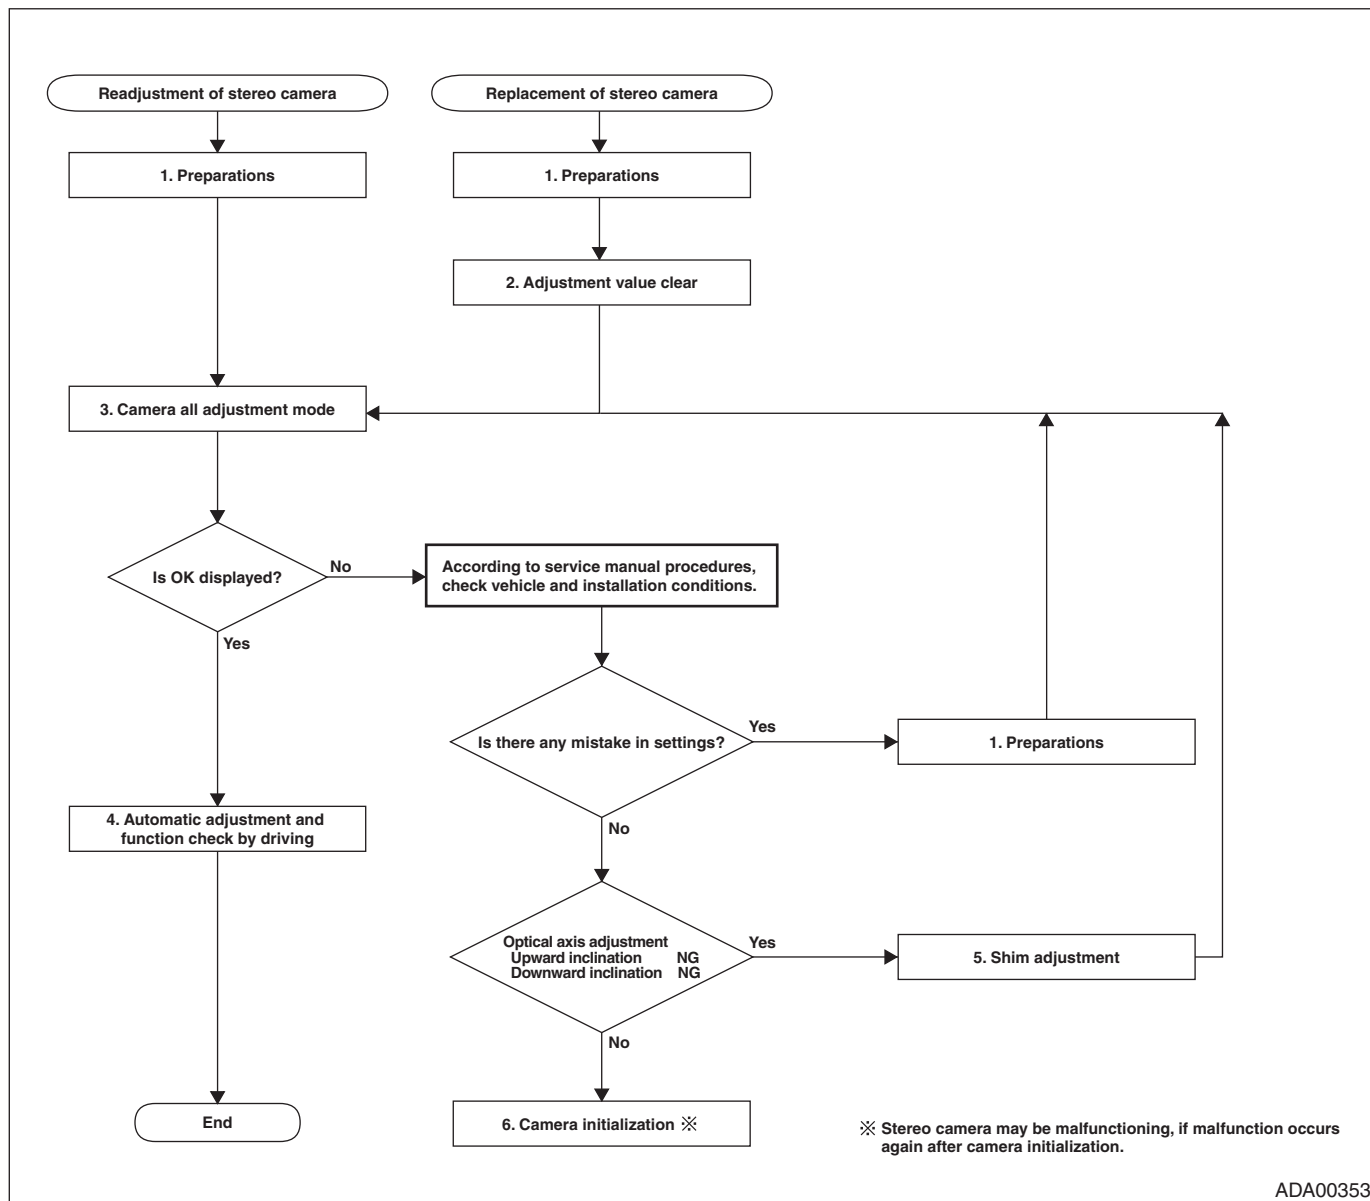 Readjustment of stereo camera
Replacement of stereo camera
1. Preparations
1. Preparations
2. Adjustment value clear
3. Camera all adjustment mode
Is OK displayed?
No
According to service manual procedures,
check vehicle and installation conditions.
Yes
Is there any mistake in settings?
Yes
1. Preparations
No
4. Automatic adjustment and
function check by driving
Optical axis adjustment
Upward inclination NG
Downward inclination NG
Yes
5. Shim adjustment
No
End
6. Camera initialization ※
※ Stereo camera may be malfunctioning, if malfunction occurs
again after camera initialization.
ADA00353